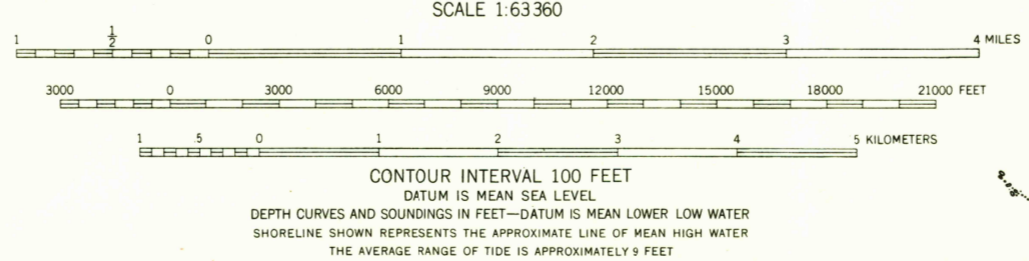 SCALE 1:63360
1 1/2 0 1 2 3 4 MILES
3000 0 3000 6000 9000 12000 15000 18000 21000 FEET
1 .5 0 1 2 3 4 5 KILOMETERS
CONTOUR INTERVAL 100 FEET
DATUM IS MEAN SEA LEVEL
DEPTH CURVES AND SOUNDINGS IN FEET—DATUM IS MEAN LOWER LOW WATER
SHORELINE SHOWN REPRESENTS THE APPROXIMATE LINE OF MEAN HIGH WATER
THE AVERAGE RANGE OF TIDE IS APPROXIMATELY 9 FEET